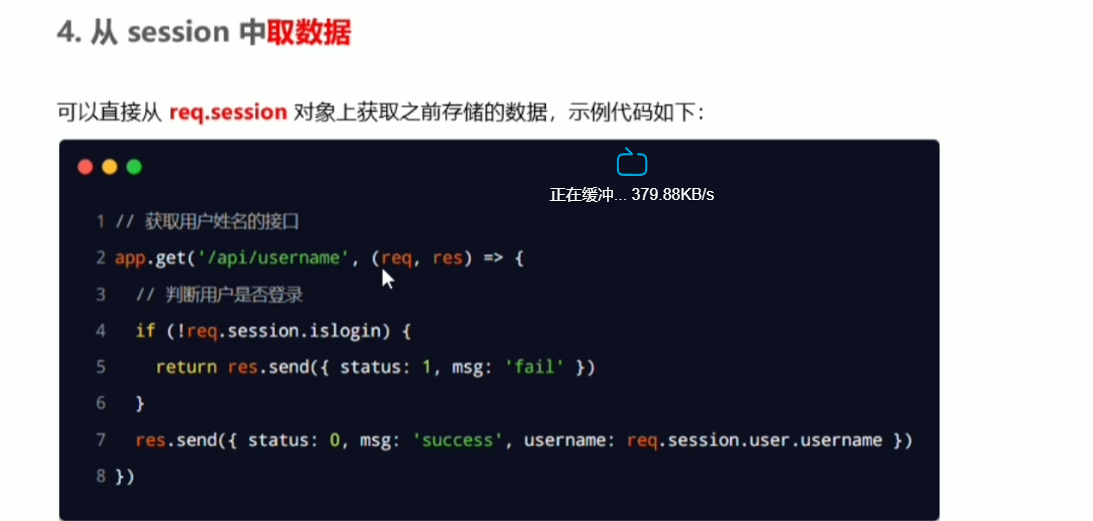 4. 从 session 中取数据
可以直接从 req.session 对象上获取之前存储的数据，示例代码如下：
正在缓冲... 379.88KB/s
1 // 获取用户姓名的接口
2 app.get('/api/username', (req, res) => {
3 // 判断用户是否登录
4 if (!req.session.islogin) {
5 return res.send({ status: 1, msg: 'fail' })
6 }
7 res.send({ status: 0, msg: 'success', username: req.session.user.username })
8 })